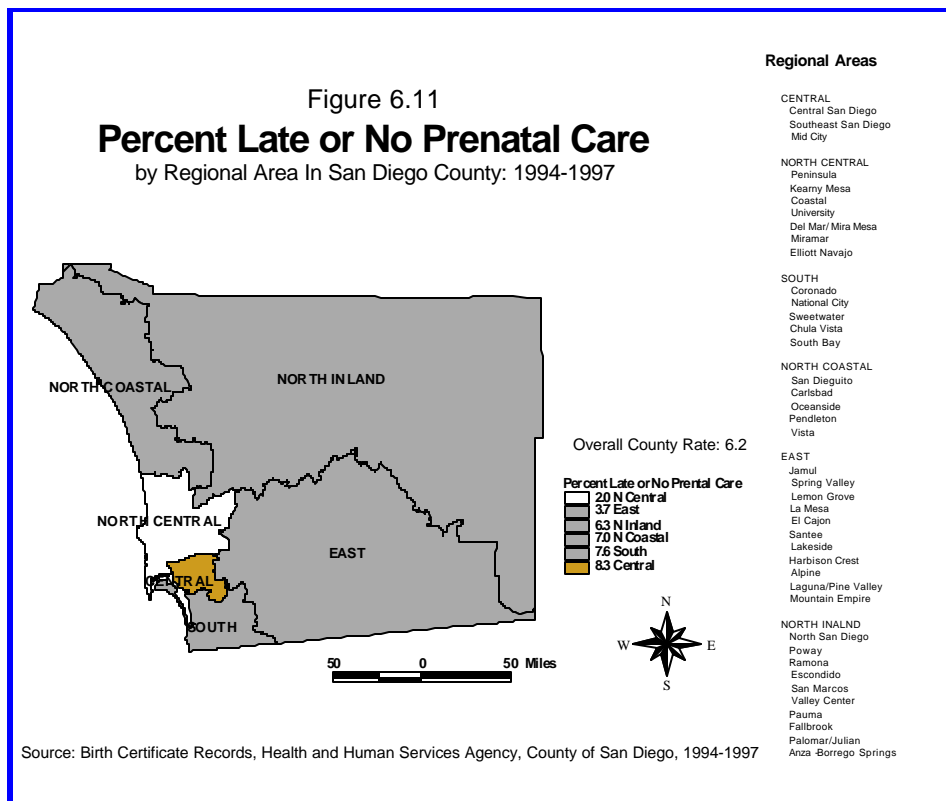 Figure 6.11
Percent Late or No Prenatal Care
by Regional Area In San Diego County: 1994-1997
NORTH COASTAL
NORTH INLAND
NORTH CENTRAL
EAST
CENTRAL
SOUTH
Overall County Rate: 6.2
Percent Late or No Prental Care
2.0 N Central
3.7 East
6.3 N Inland
7.0 N Coastal
7.6 South
8.3 Central
50 0 50 Miles
N
W E
S
Regional Areas
CENTRAL
Central San Diego
Southeast San Diego
Mid City
NORTH CENTRAL
Peninsula
Kearny Mesa
Coastal
University
Del Mar/ Mira Mesa
Miramar
Elliott Navajo
SOUTH
Coronado
National City
Sweetwater
Chula Vista
South Bay
NORTH COASTAL
San Dieguito
Carlsbad
Oceanside
Pendleton
Vista
EAST
Jamul
Spring Valley
Lemon Grove
La Mesa
El Cajon
Santee
Lakeside
Harbison Crest
Alpine
Laguna/Pine Valley
Mountain Empire
NORTH INALND
North San Diego
Poway
Ramona
Escondido
San Marcos
Valley Center
Pauma
Fallbrook
Palomar/Julian
Anza -Borrego Springs
Source: Birth Certificate Records, Health and Human Services Agency, County of San Diego, 1994-1997